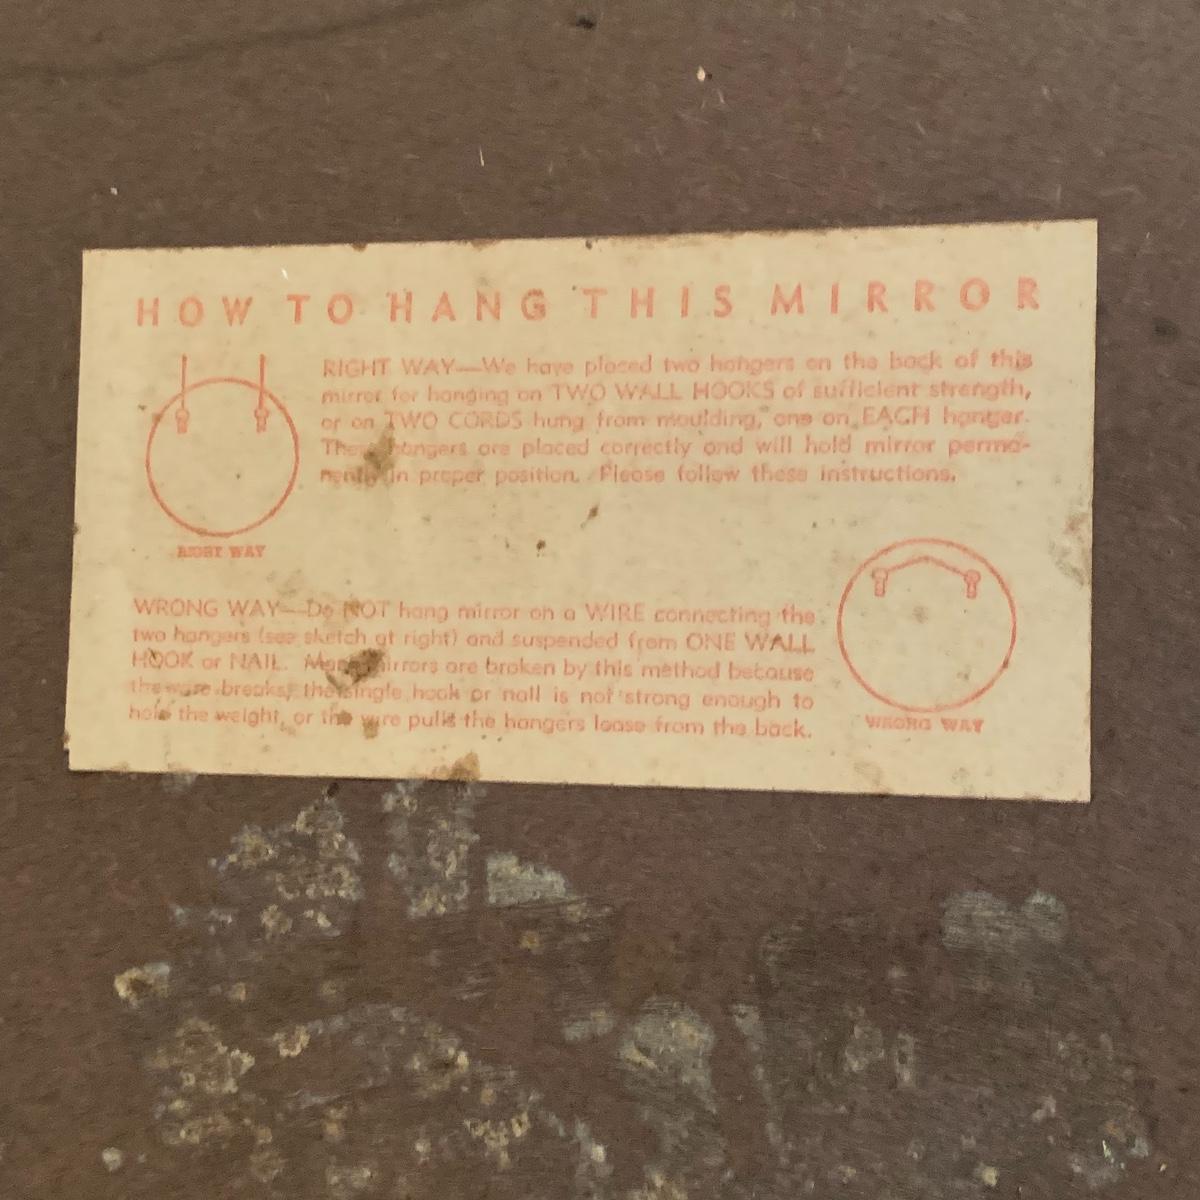 HOW TO HANG THIS MIRROR
RIGHT WAY—We have placed two hangers on the back of this
mirror for hanging on TWO WALL HOOKS of sufficient strength,
or on TWO CORDS hung from moulding, one on EACH hanger.
These hangers are placed correctly and will hold mirror perma-
nently in proper position. Please follow these instructions.
RIGHT WAY
WRONG WAY—Do NOT hang mirror on a WIRE connecting the
two hangers (see sketch at right) and suspended from ONE WALL
HOOK or NAIL. Many mirrors are broken by this method because
the wire breaks, the single hook or nail is not strong enough to
hold the weight, or the wire pulls the hangers loose from the back.
WRONG WAY